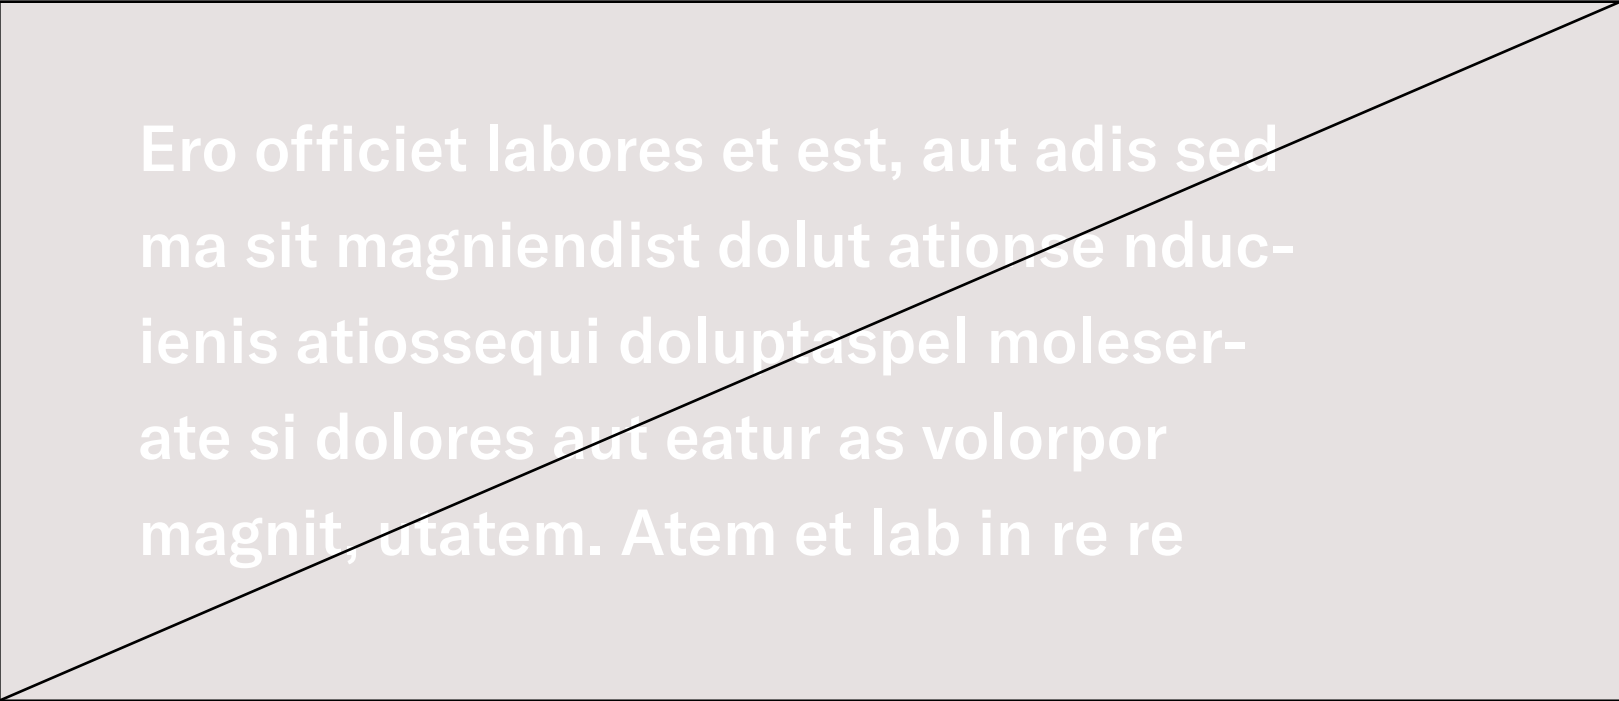 Ero officiet labores et est, aut adis sed
ma sit magniendist dolut ationse nduc-
ienis atiossequi doluptaspel moleser-
ate si dolores aut eatur as volorpor
magnit, utatem. Atem et lab in re re